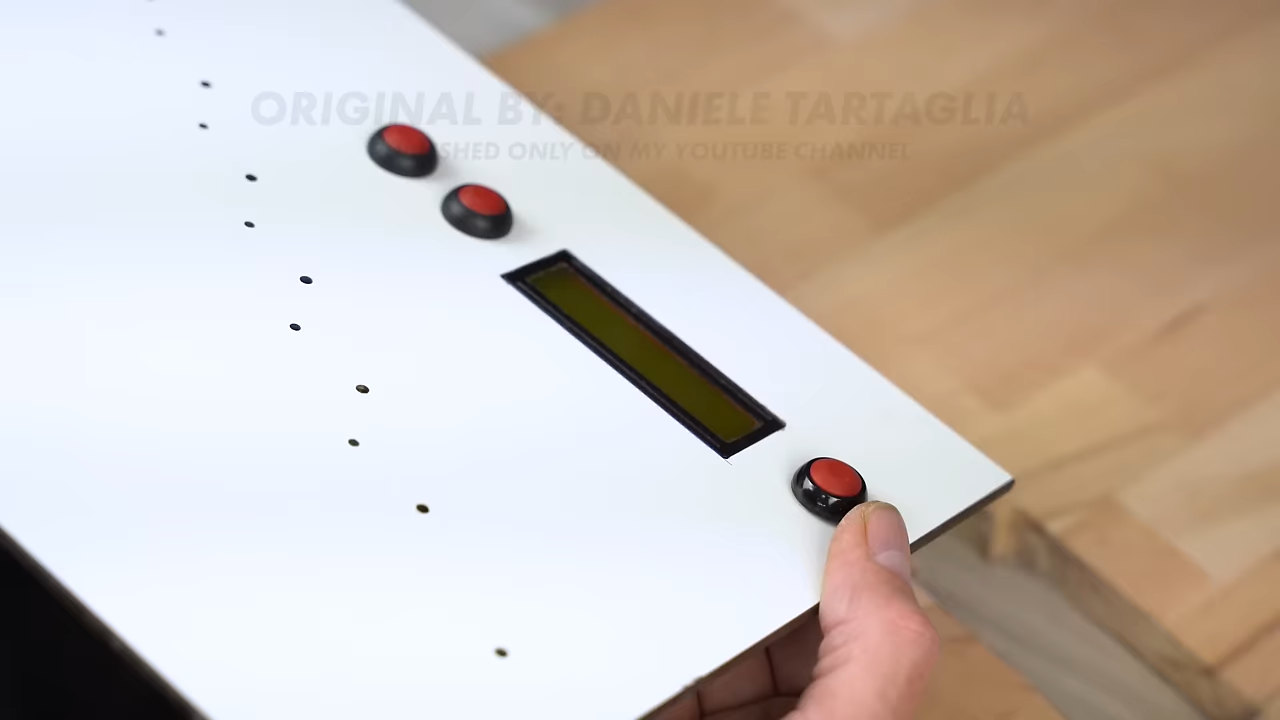 ORIGINAL BY: DANIELE TARTAGLIA
ONLY ON MY YOUTUBE CHANNEL